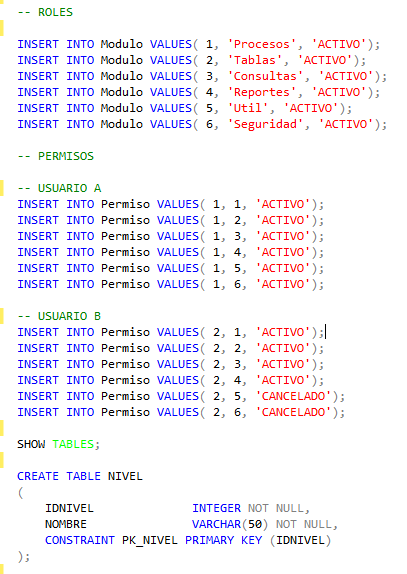 -- ROLES
INSERT INTO Modulo VALUES( 1, 'Procesos', 'ACTIVO');
INSERT INTO Modulo VALUES( 2, 'Tablas', 'ACTIVO');
INSERT INTO Modulo VALUES( 3, 'Consultas', 'ACTIVO');
INSERT INTO Modulo VALUES( 4, 'Reportes', 'ACTIVO');
INSERT INTO Modulo VALUES( 5, 'Util', 'ACTIVO');
INSERT INTO Modulo VALUES( 6, 'Seguridad', 'ACTIVO');
-- PERMISOS
-- USUARIO A
INSERT INTO Permiso VALUES( 1, 1, 'ACTIVO');
INSERT INTO Permiso VALUES( 1, 2, 'ACTIVO');
INSERT INTO Permiso VALUES( 1, 3, 'ACTIVO');
INSERT INTO Permiso VALUES( 1, 4, 'ACTIVO');
INSERT INTO Permiso VALUES( 1, 5, 'ACTIVO');
INSERT INTO Permiso VALUES( 1, 6, 'ACTIVO');
-- USUARIO B
INSERT INTO Permiso VALUES( 2, 1, 'ACTIVO');
INSERT INTO Permiso VALUES( 2, 2, 'ACTIVO');
INSERT INTO Permiso VALUES( 2, 3, 'ACTIVO');
INSERT INTO Permiso VALUES( 2, 4, 'ACTIVO');
INSERT INTO Permiso VALUES( 2, 5, 'CANCELADO');
INSERT INTO Permiso VALUES( 2, 6, 'CANCELADO');
SHOW TABLES;
CREATE TABLE NIVEL
(
IDNIVEL INTEGER NOT NULL,
NOMBRE VARCHAR(50) NOT NULL,
CONSTRAINT PK_NIVEL PRIMARY KEY (IDNIVEL)
);